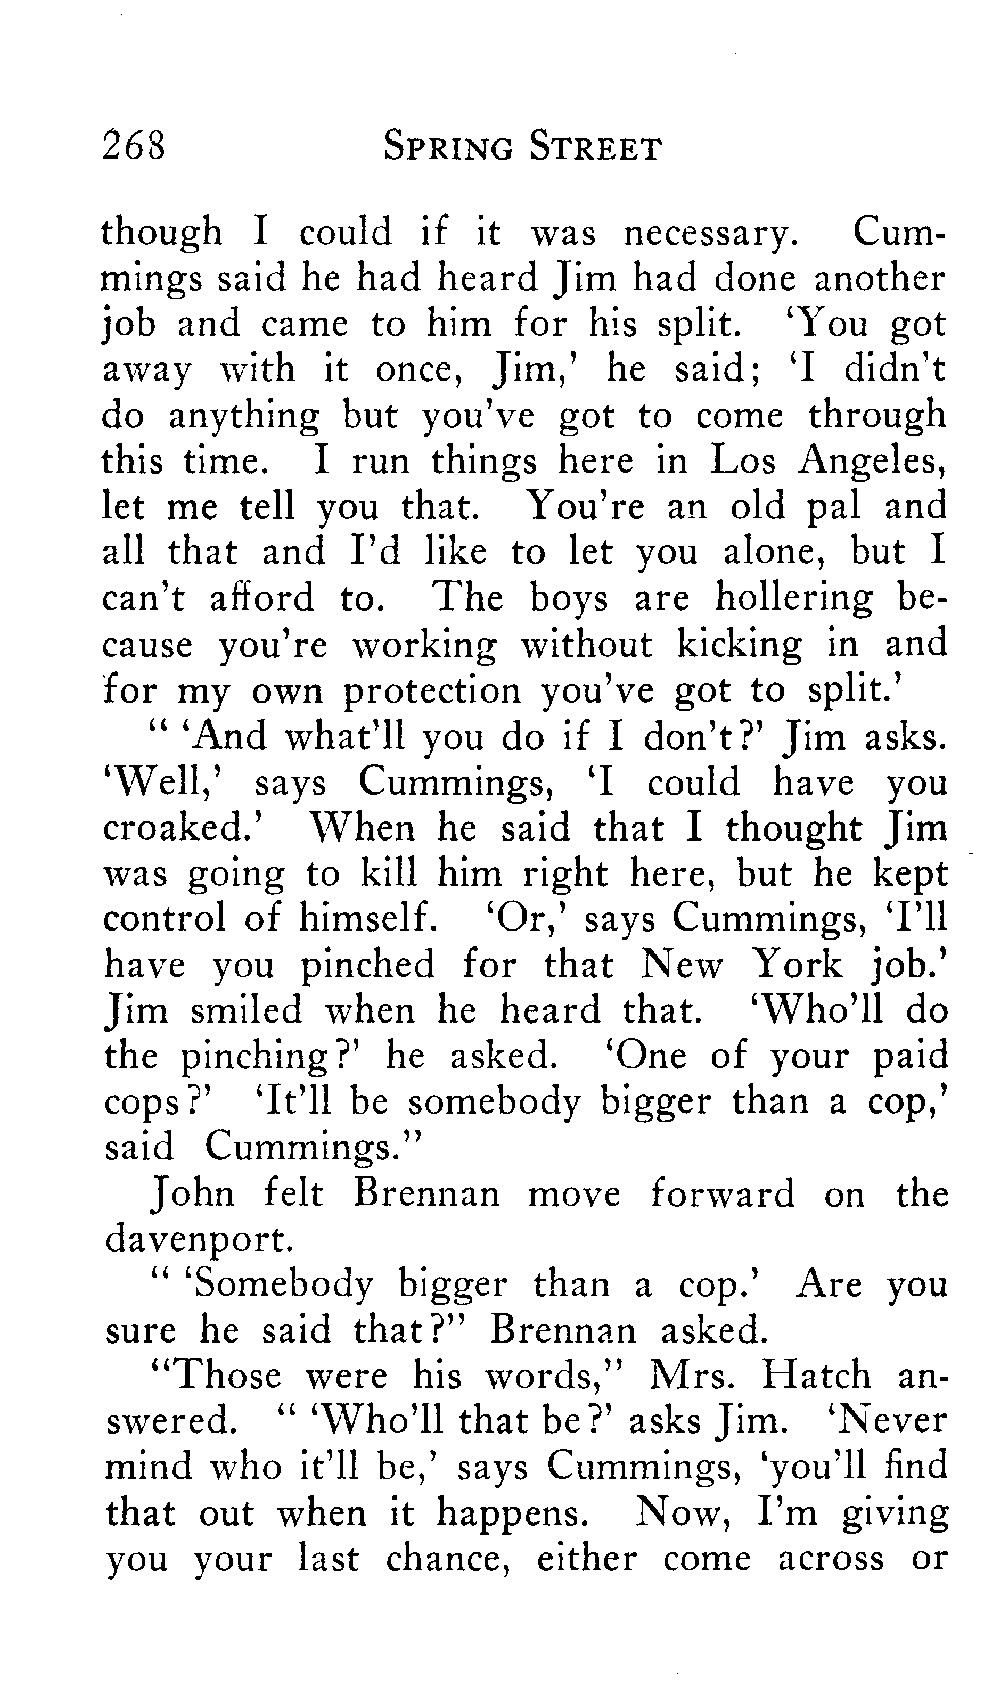 268 SPRING STREET
though I could if it was necessary. Cum-
mings said he had heard Jim had done another
job and came to him for his split. ‘You got
away with it once, Jim,’ he said; ‘I didn’t
do anything but you’ve got to come through
this time. I run things here in Los Angeles,
let me tell you that. You’re an old pal and
all that and I’d like to let you alone, but I
can’t afford to. The boys are hollering be-
cause you’re working without kicking in and
for my own protection you’ve got to split.’
“ ‘And what’ll you do if I don’t?’ Jim asks.
‘Well,’ says Cummings, ‘I could have you
croaked.’ When he said that I thought Jim
was going to kill him right here, but he kept
control of himself. ‘Or,’ says Cummings, ‘I’ll
have you pinched for that New York job.’
Jim smiled when he heard that. ‘Who’ll do
the pinching?’ he asked. ‘One of your paid
cops?’ ‘It’ll be somebody bigger than a cop,’
said Cummings.”
John felt Brennan move forward on the
davenport.
“ ‘Somebody bigger than a cop.’ Are you
sure he said that?” Brennan asked.
“Those were his words,” Mrs. Hatch an-
swered. “ ‘Who’ll that be?’ asks Jim. ‘Never
mind who it’ll be,’ says Cummings, ‘you’ll find
that out when it happens. Now, I’m giving
you your last chance, either come across or